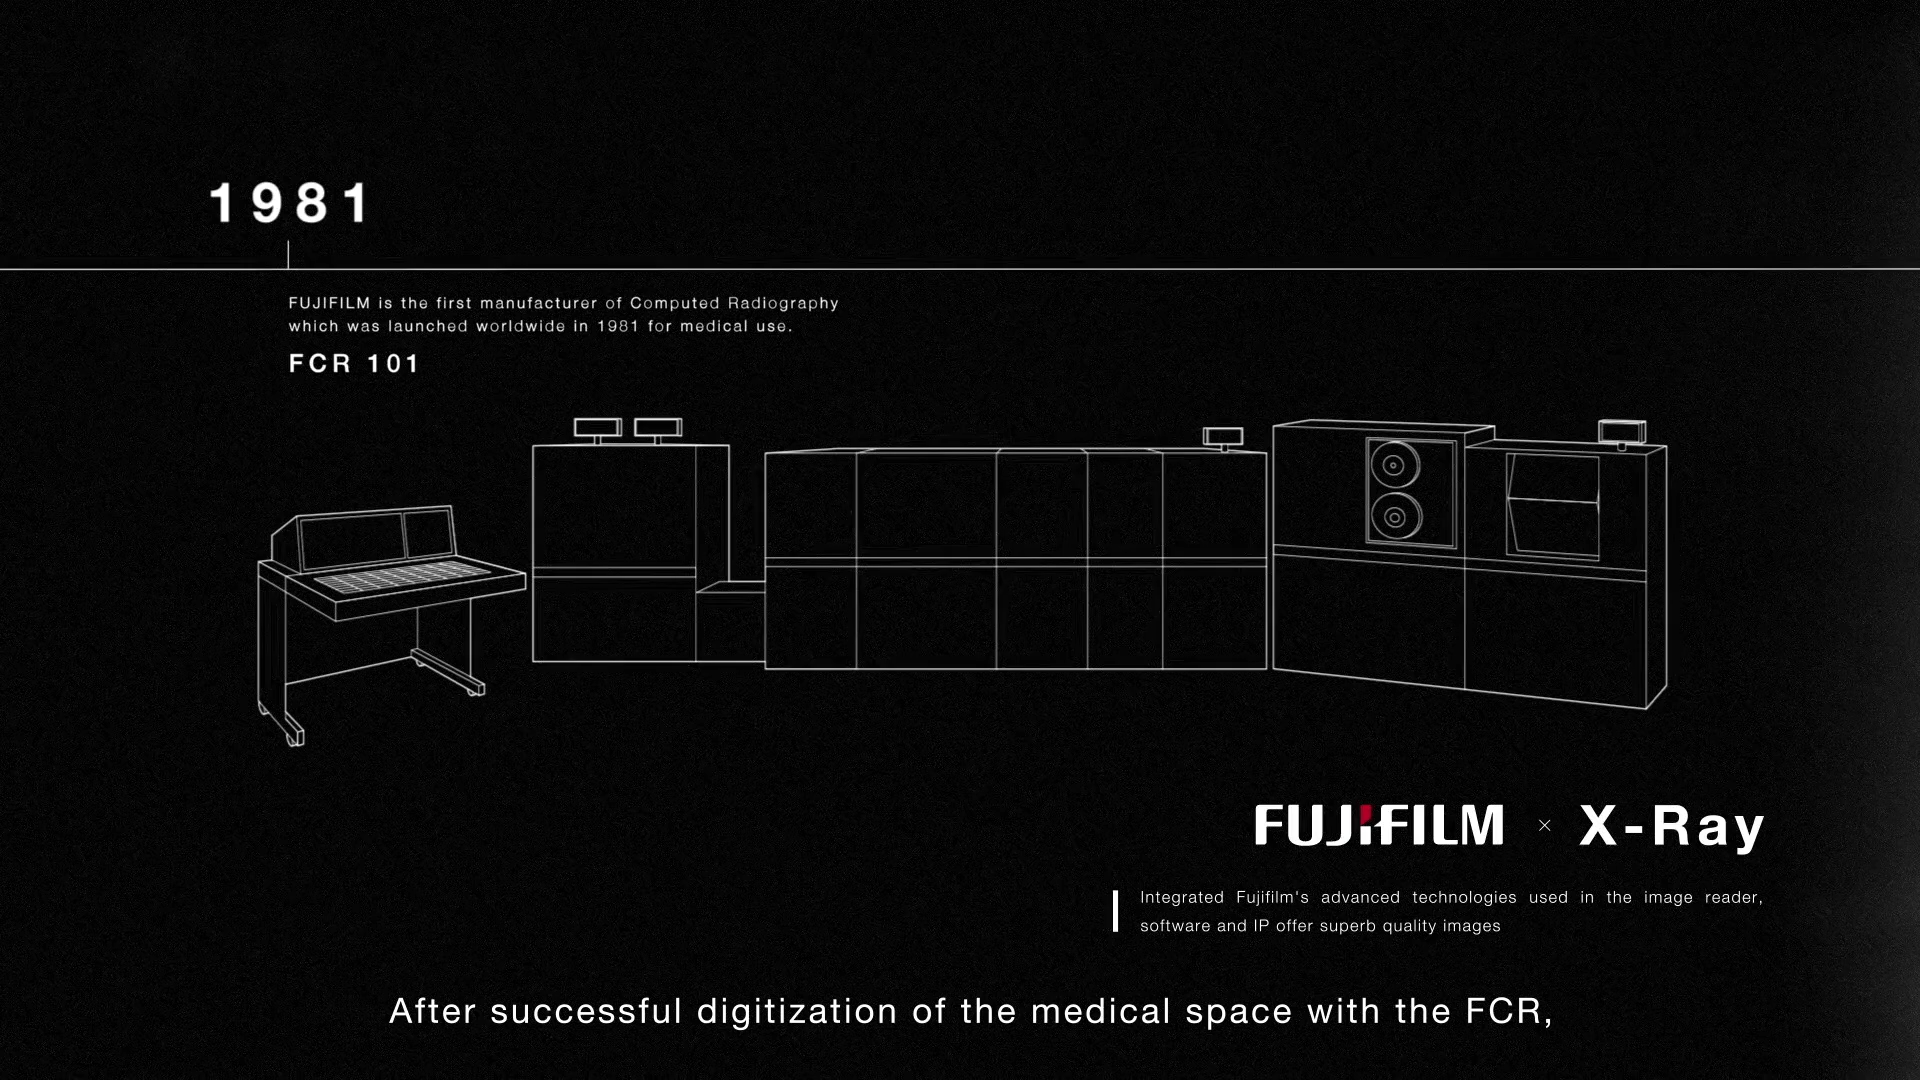 1981
FUJIFILM is the first manufacturer of Computed Radiography
which was launched worldwide in 1981 for medical use.
FCR 101
FUJIFILM × X-Ray
Integrated Fujifilm's advanced technologies used in the image reader,
software and IP offer superb quality images
After successful digitization of the medical space with the FCR,